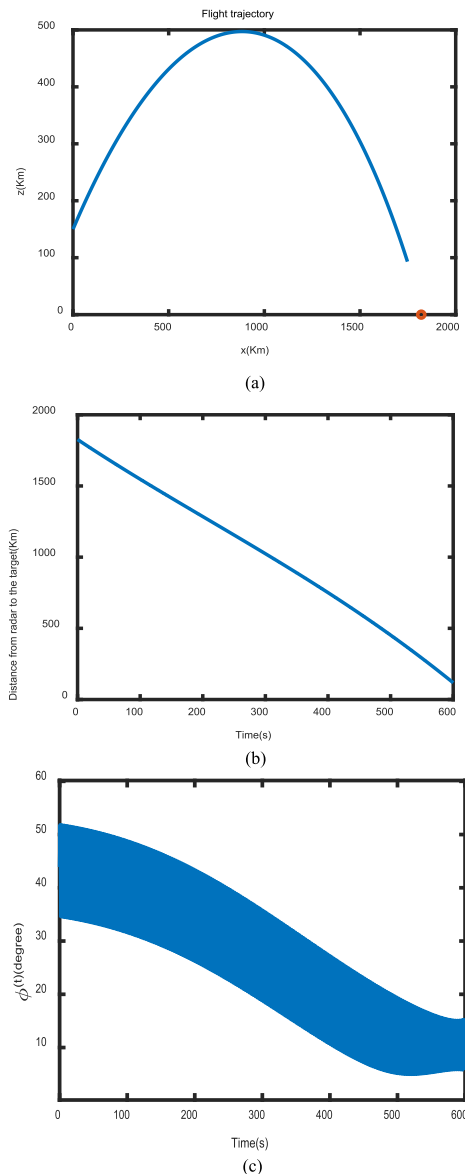 Flight trajectory
500
400
300
200
100
0
z(Km)
0 500 1000 1500 2000
x(Km)
(a)
2000
1500
1000
500
0
Distance from radar to the target(Km)
0 100 200 300 400 500 600
Time(s)
(b)
60
50
40
30
20
10
ϕ(t)(degree)
0 100 200 300 400 500 600
Time(s)
(c)